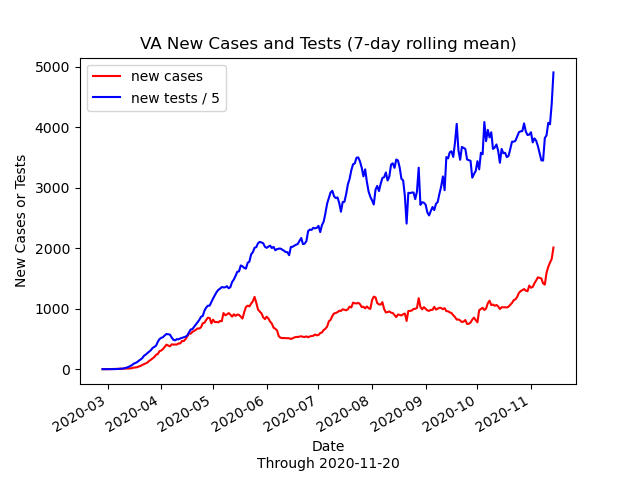 VA New Cases and Tests (7-day rolling mean)
new cases
new tests / 5
New Cases or Tests
5000
4000
3000
2000
1000
0
2020-03
2020-04
2020-05
2020-06
2020-07
2020-08
2020-09
2020-10
2020-11
Date
Through 2020-11-20